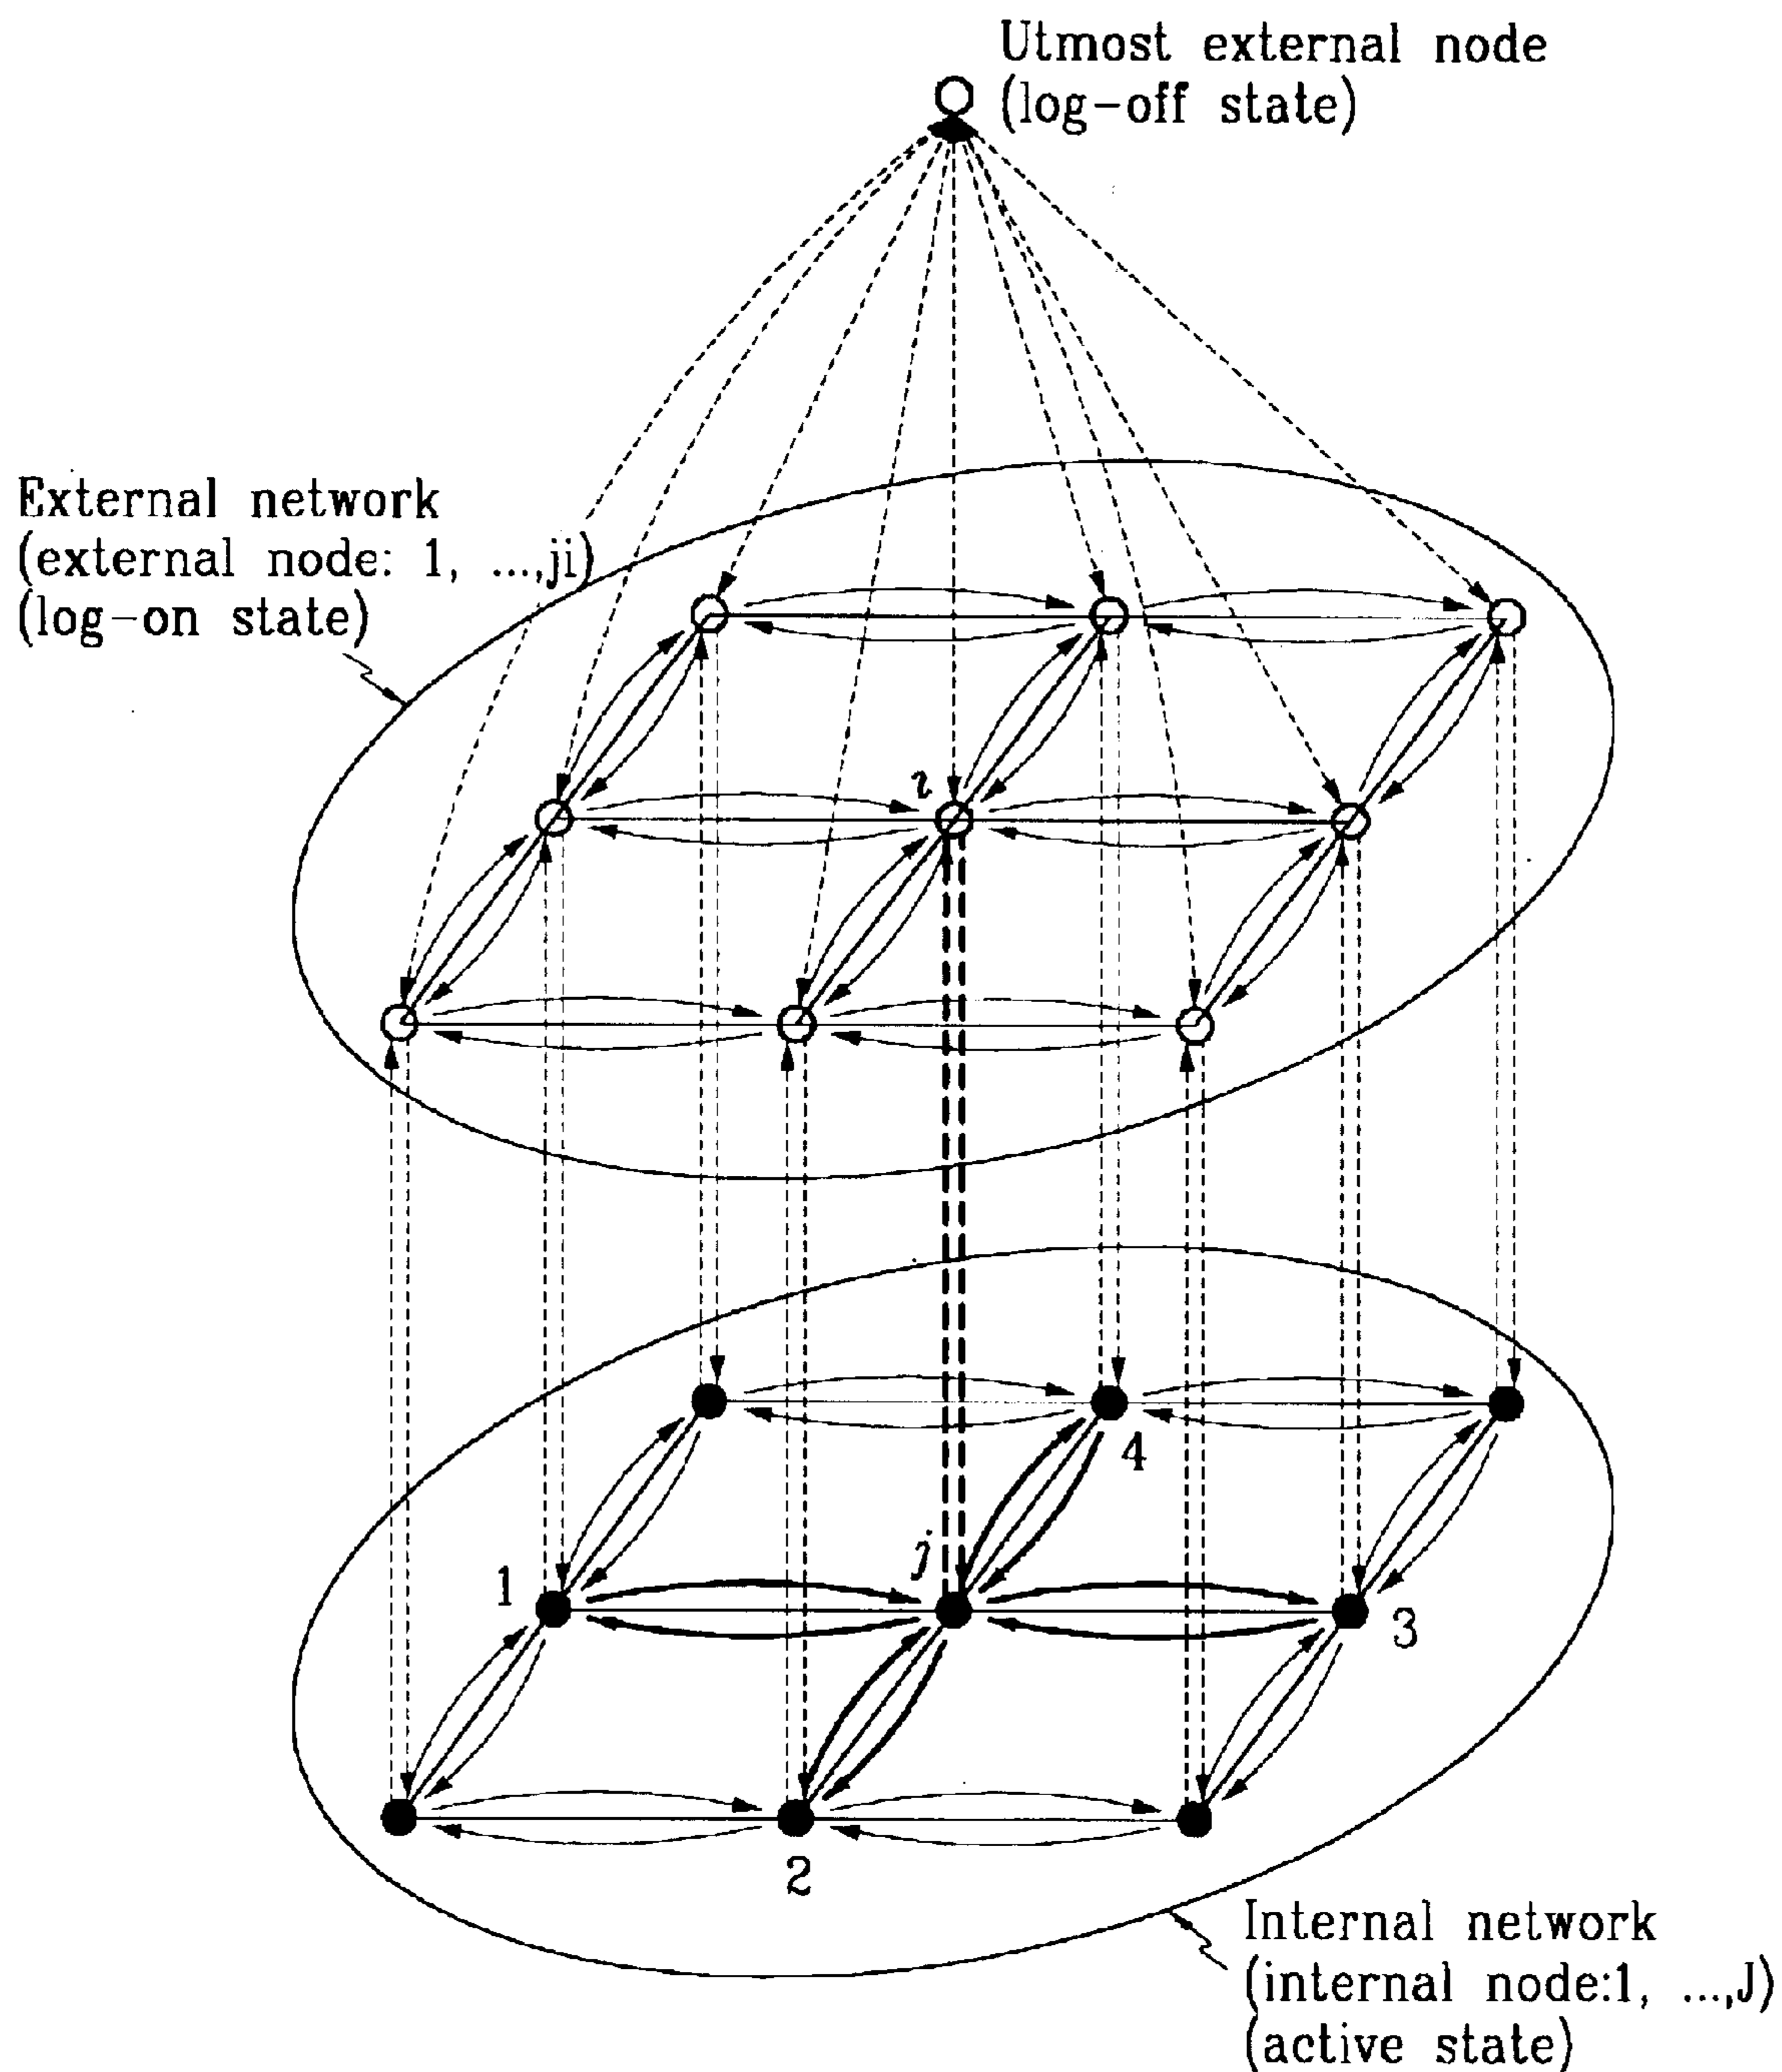 Utmost external node
(log-off state)
External network
(external node: 1, ...,ji)
(log-on state)
i
4
j
1
3
2
Internal network
(internal node:1, ...,J)
(active state)